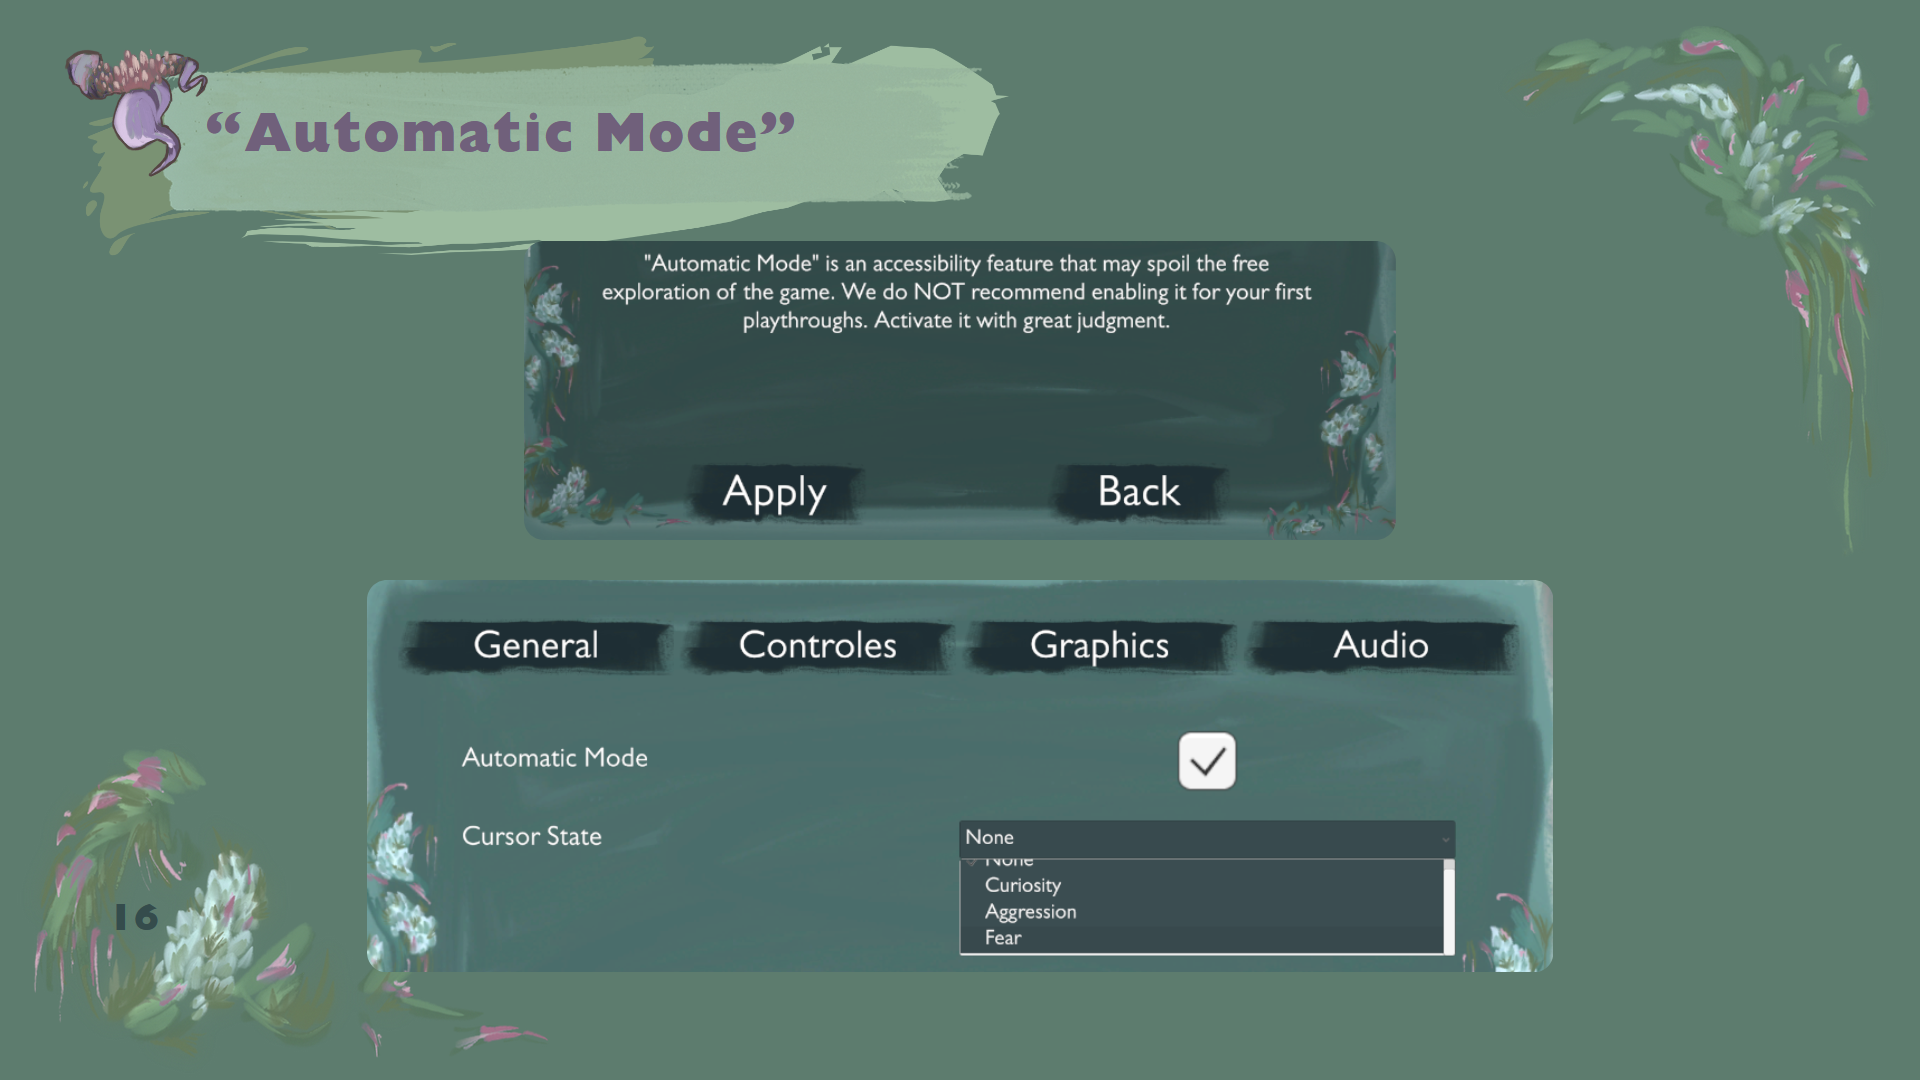 “Automatic Mode”
"Automatic Mode" is an accessibility feature that may spoil the free
exploration of the game. We do NOT recommend enabling it for your first
playthroughs. Activate it with great judgment.
Apply Back
General Controles Graphics Audio
Automatic Mode
Cursor State None
None
Curiosity
Aggression
Fear
16